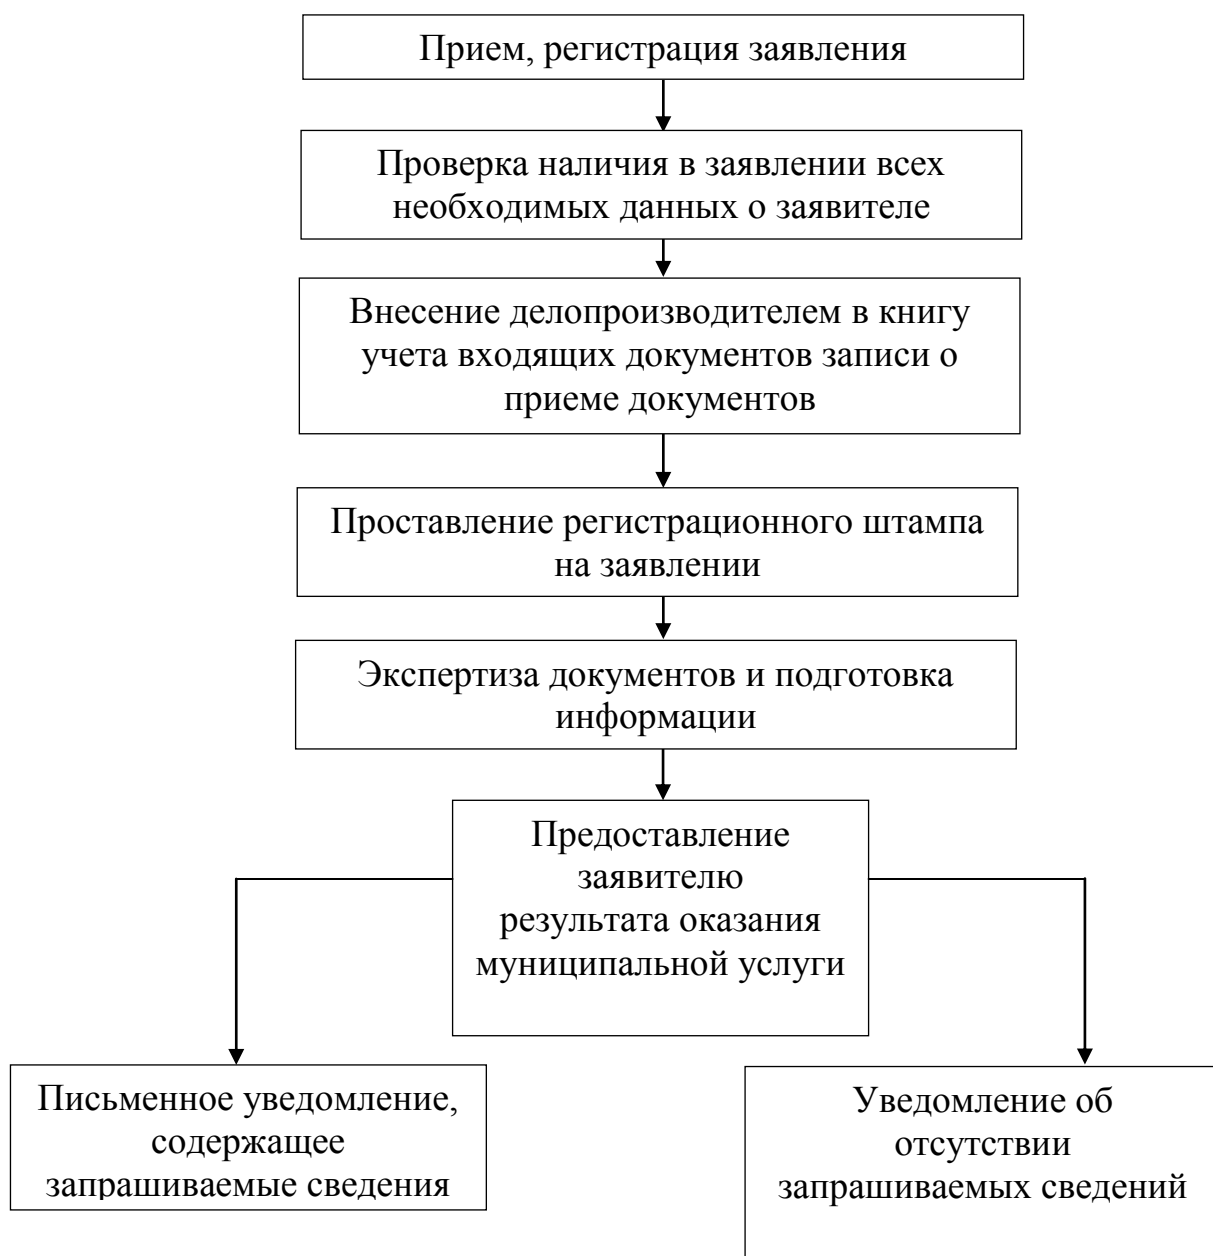 Прием, регистрация заявления
Проверка наличия в заявлении всех
необходимых данных о заявителе
Внесение делопроизводителем в книгу
учета входящих документов записи о
приеме документов
Проставление регистрационного штампа
на заявлении
Экспертиза документов и подготовка
информации
Предоставление
заявителю
результата оказания
муниципальной услуги
Письменное уведомление,
содержащее
запрашиваемые сведения
Уведомление об
отсутствии
запрашиваемых сведений